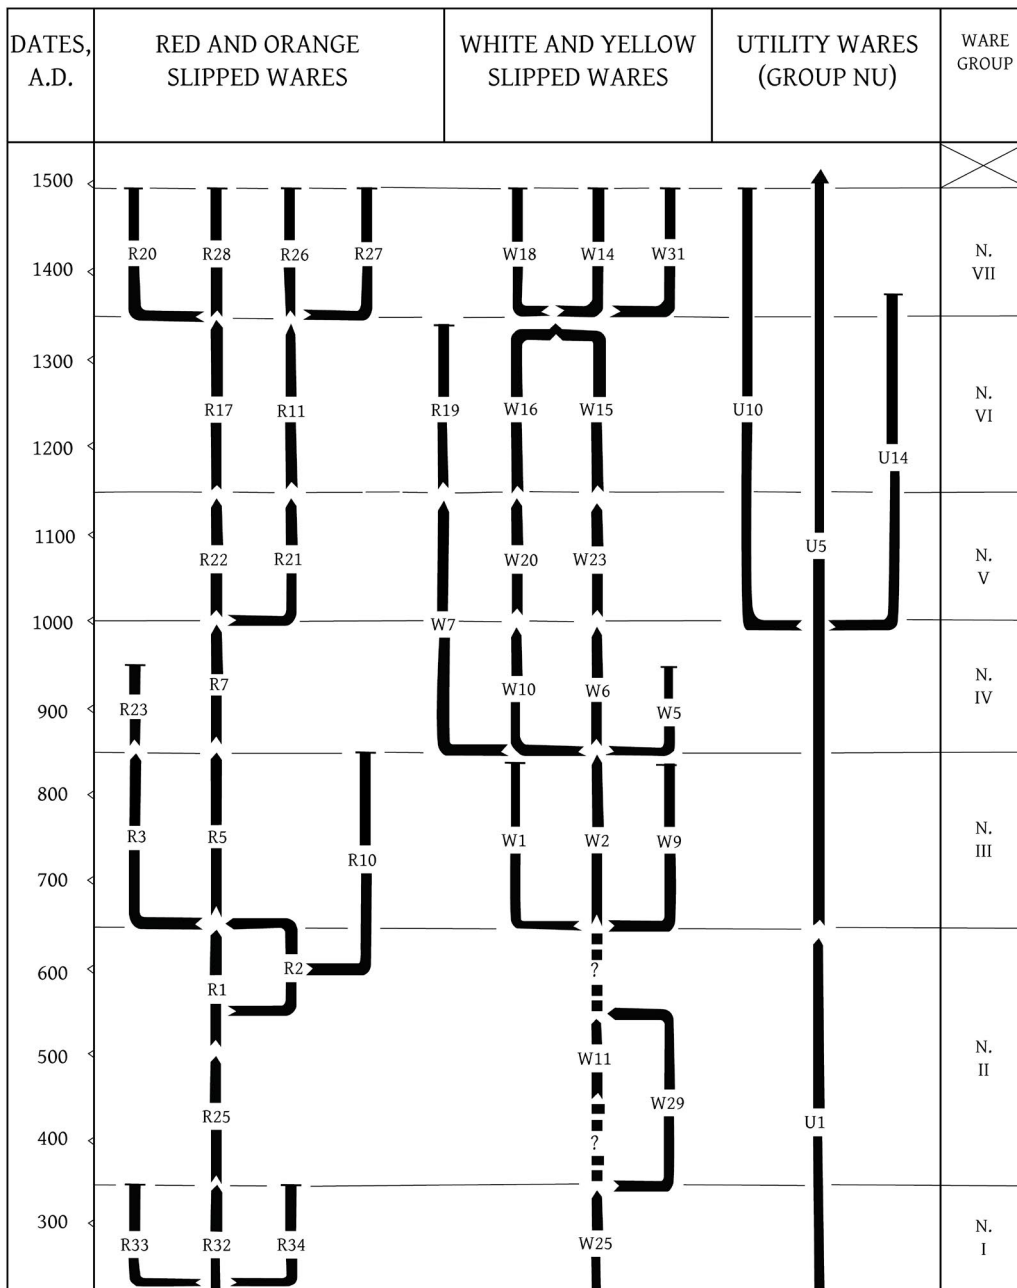 DATES, A.D.
RED AND ORANGE
SLIPPED WARES
WHITE AND YELLOW
SLIPPED WARES
UTILITY WARES
(GROUP NU)
WARE
GROUP
1500
R20 R28 R26 R27 W18 W14 W31
N.
VII
1400
1300
R17 R11 R19 W16 W15 U10
N.
VI
1200
U14
1100
U5
R22 R21 W20 W23
N.
V
1000
W7
R7 W10 W6
N.
IV
900
R23 W5
800
R3 R5 W1 W2 W9
N.
III
R10
700
600
R2 ?
R1
500
W11
N.
II
W29
R25 U1
400
?
300
R33 R32 R34 W25
N.
I